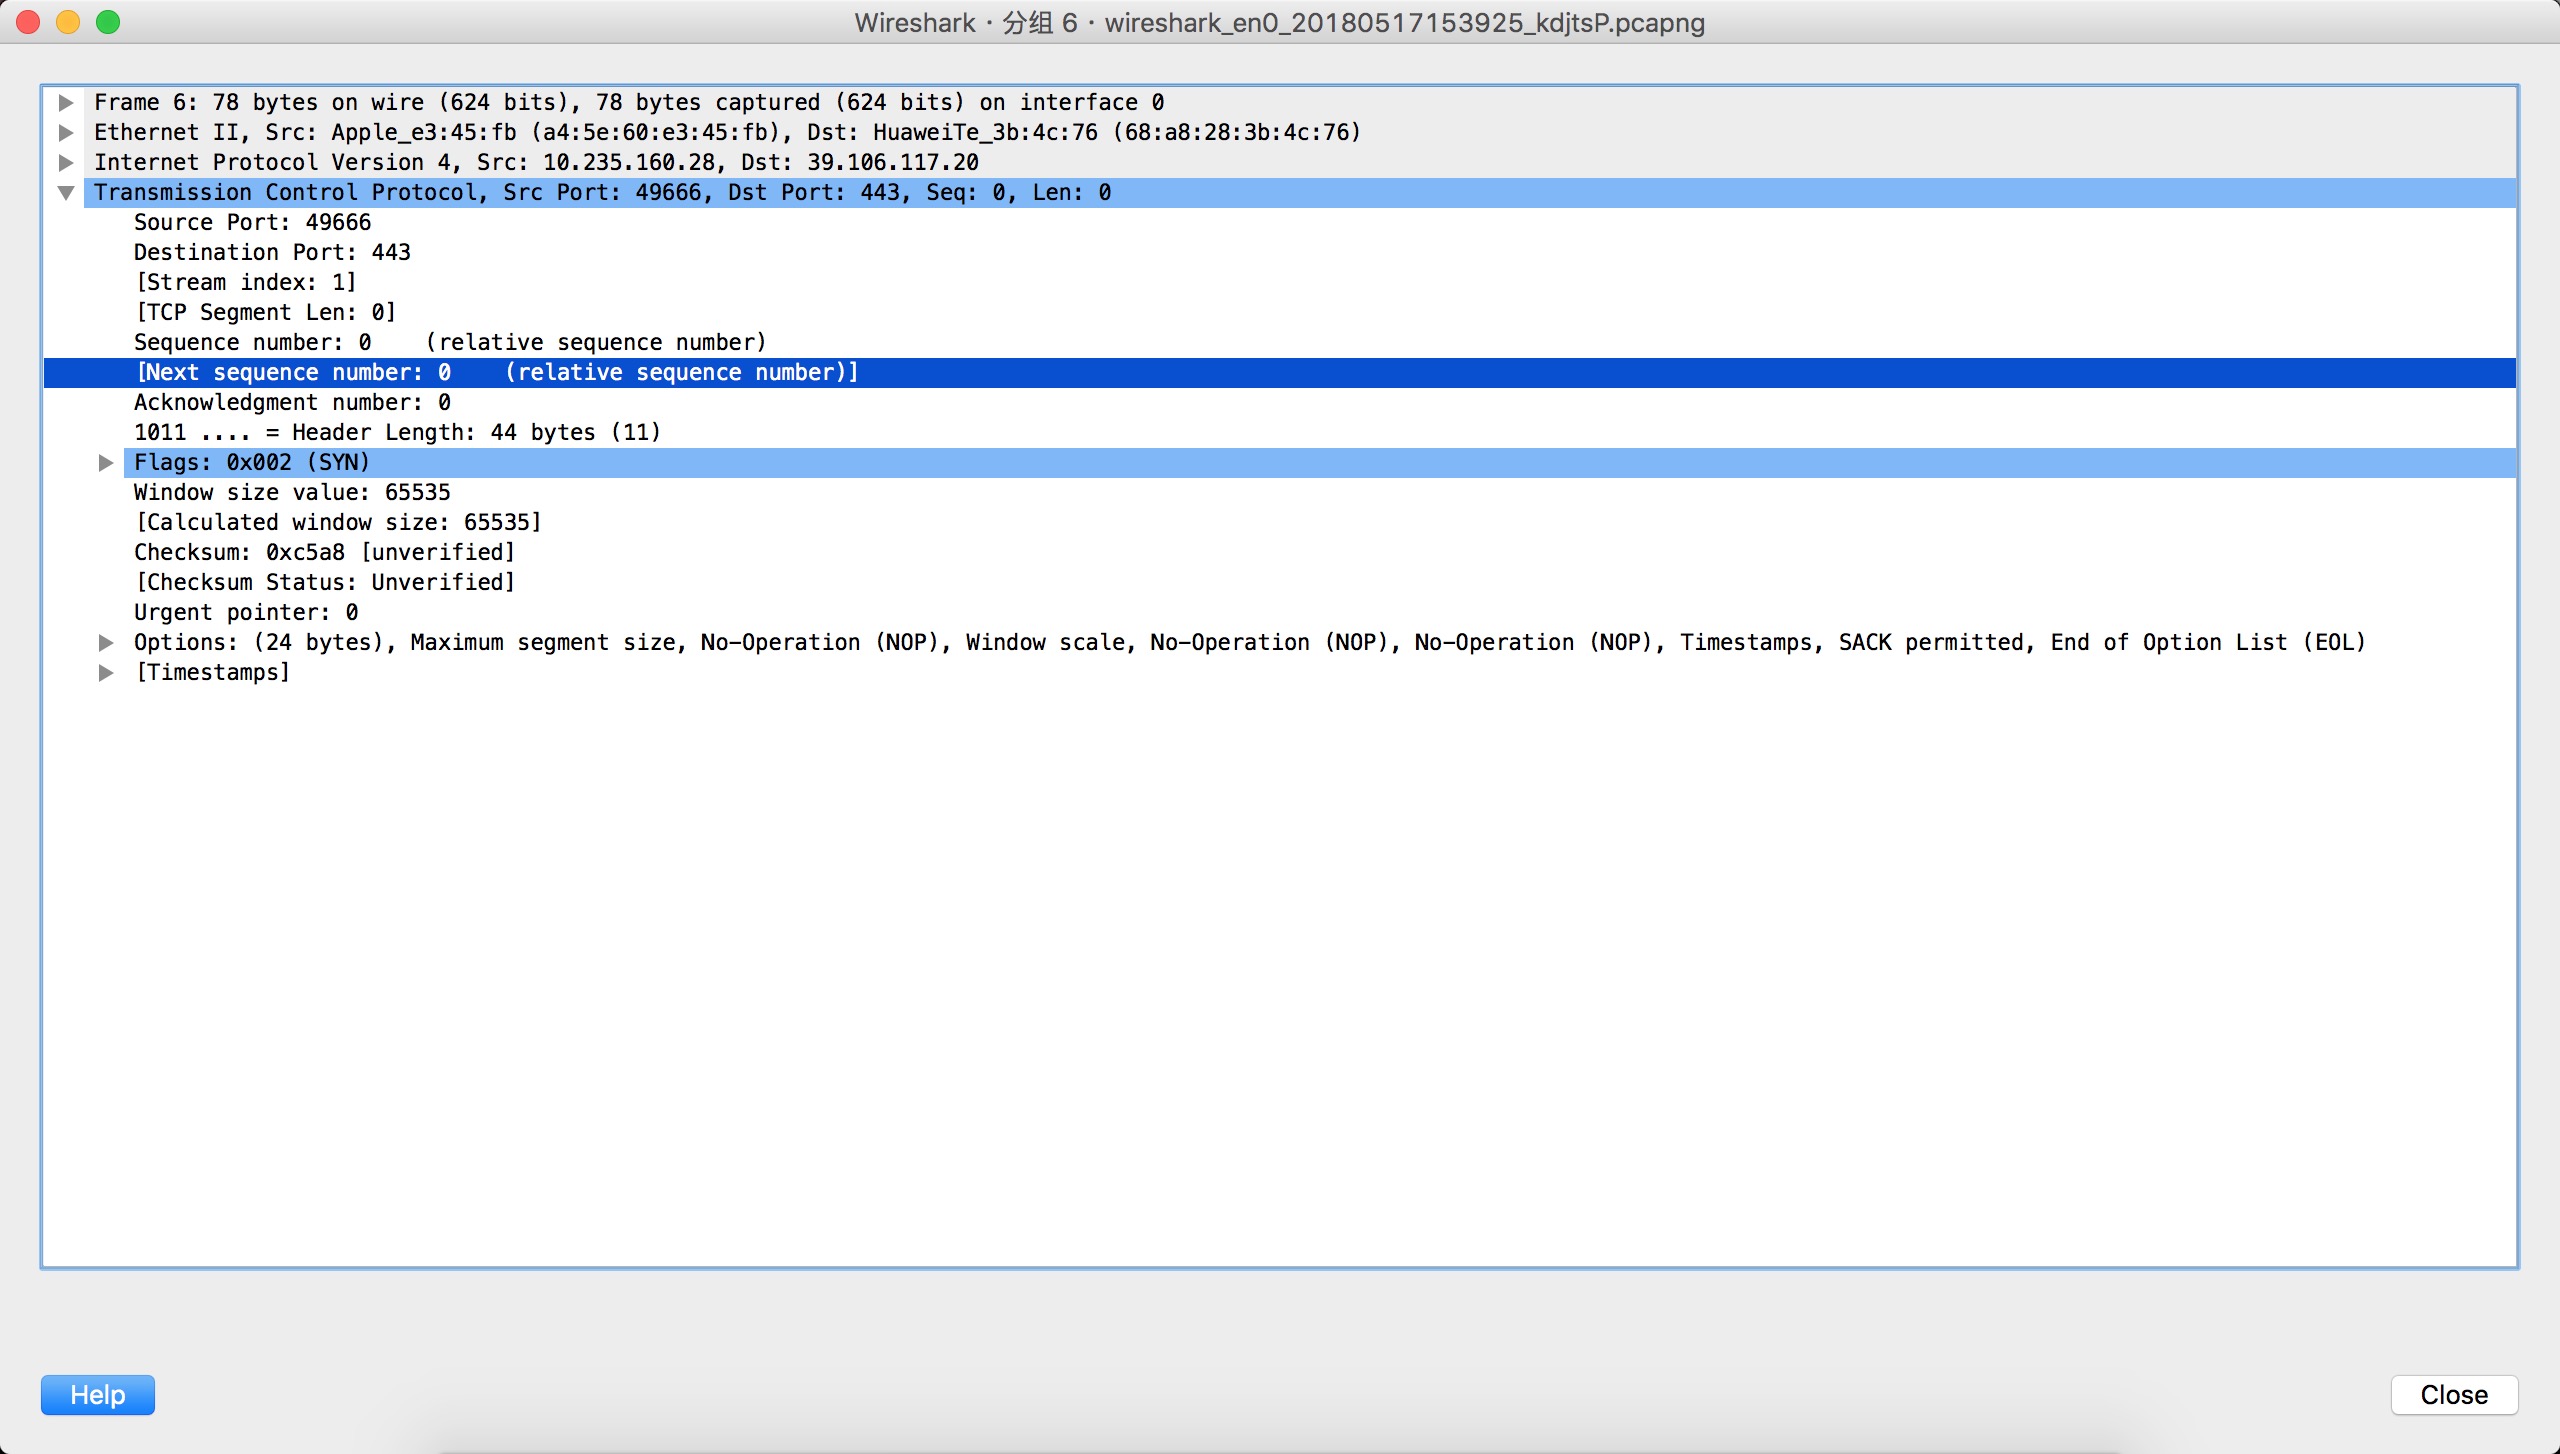 Wireshark · 分组 6 · wireshark_en0_20180517153925_kdjtsP.pcapng
Frame 6: 78 bytes on wire (624 bits), 78 bytes captured (624 bits) on interface 0
Ethernet II, Src: Apple_e3:45:fb (a4:5e:60:e3:45:fb), Dst: HuaweiTe_3b:4c:76 (68:a8:28:3b:4c:76)
Internet Protocol Version 4, Src: 10.235.160.28, Dst: 39.106.117.20
Transmission Control Protocol, Src Port: 49666, Dst Port: 443, Seq: 0, Len: 0
Source Port: 49666
Destination Port: 443
[Stream index: 1]
[TCP Segment Len: 0]
Sequence number: 0    (relative sequence number)
[Next sequence number: 0    (relative sequence number)]
Acknowledgment number: 0
1011 .... = Header Length: 44 bytes (11)
Flags: 0x002 (SYN)
Window size value: 65535
[Calculated window size: 65535]
Checksum: 0xc5a8 [unverified]
[Checksum Status: Unverified]
Urgent pointer: 0
Options: (24 bytes), Maximum segment size, No-Operation (NOP), Window scale, No-Operation (NOP), No-Operation (NOP), Timestamps, SACK permitted, End of Option List (EOL)
[Timestamps]
Help
Close